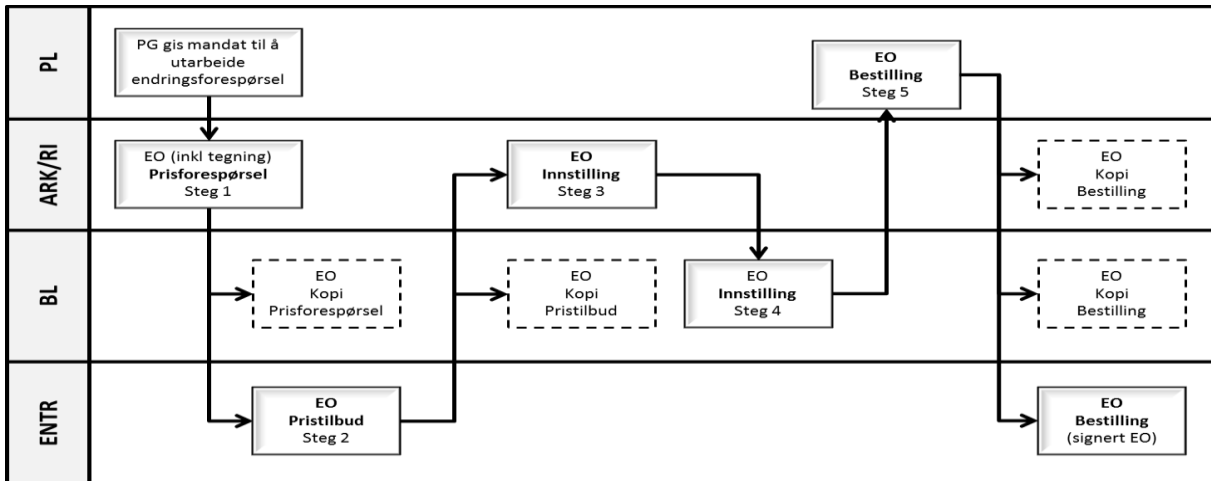 PL
PG gis mandat til å
utarbeide
endringsforespørsel
EO
Bestilling
Steg 5
ARK/RI
EO (inkl tegning)
Prisforespørsel
Steg 1
EO
Innstilling
Steg 3
EO
Kopi
Bestilling
BL
EO
Kopi
Prisforespørsel
EO
Kopi
Pristilbud
EO
Innstilling
Steg 4
EO
Kopi
Bestilling
ENTR
EO
Pristilbud
Steg 2
EO
Bestilling
(signert EO)